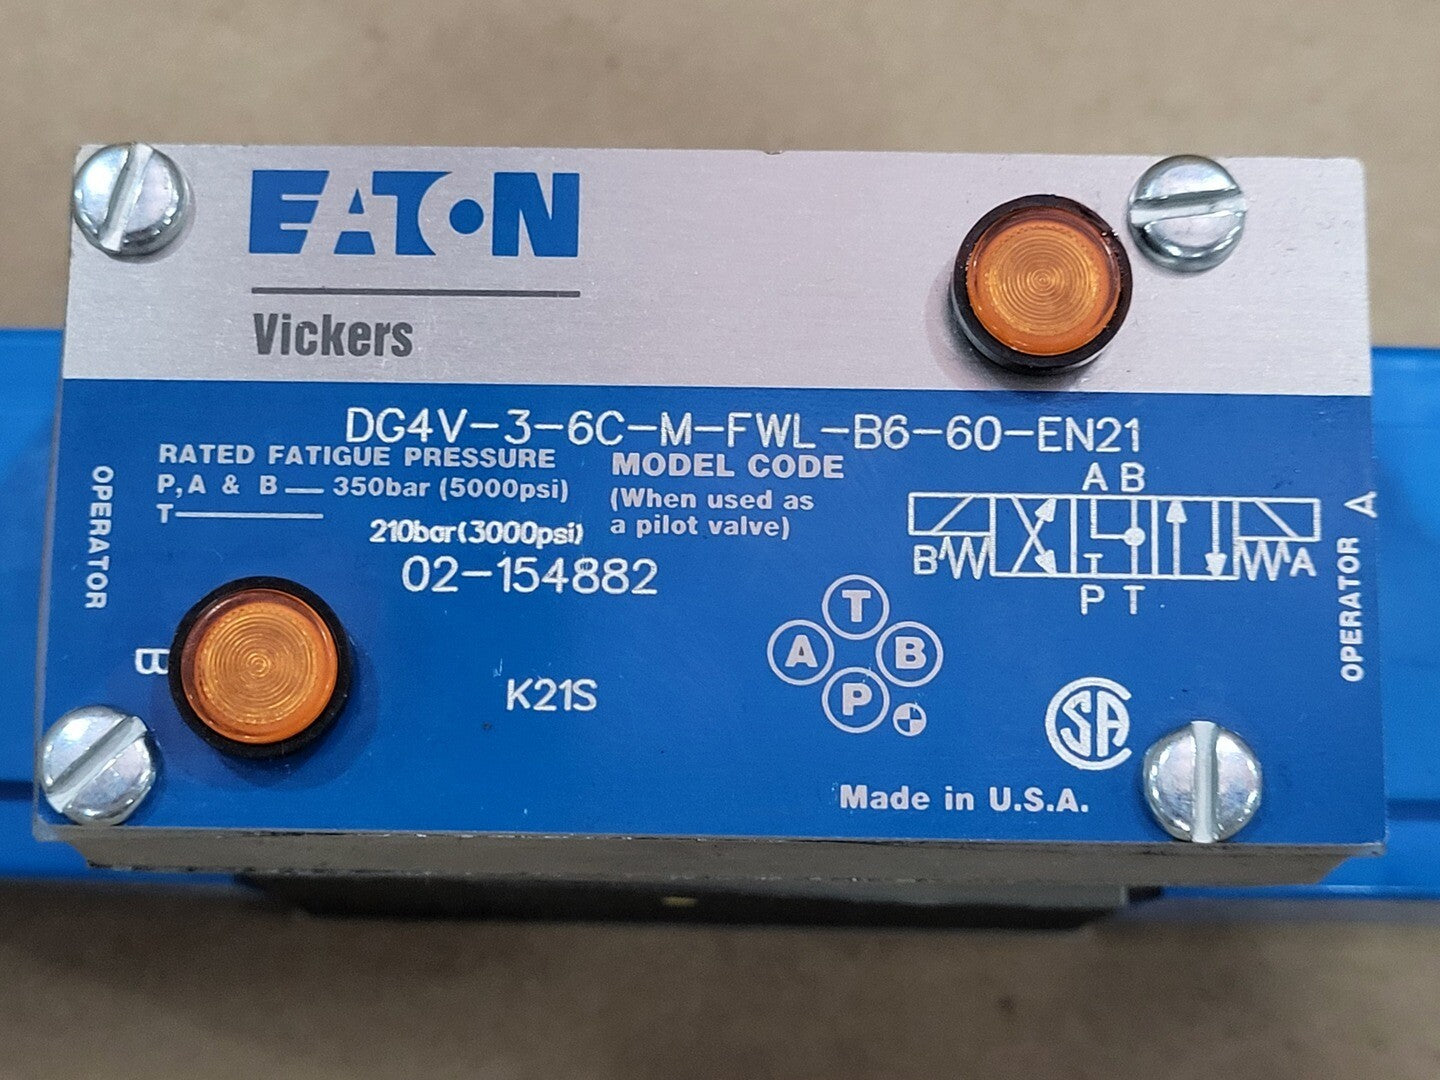 EATON
Vickers
DG4V-3-6C-M-FWL-B6-60-EN21
RATED FATIGUE PRESSURE
P, A & B — 350bar (5000psi)
T —
210bar(3000psi)
MODEL CODE
(When used as
a pilot valve)
02-154882
K21S
OPERATOR
B
A B
B A
T
P T
OPERATOR A
T
A B
P
SA
Made in U.S.A.